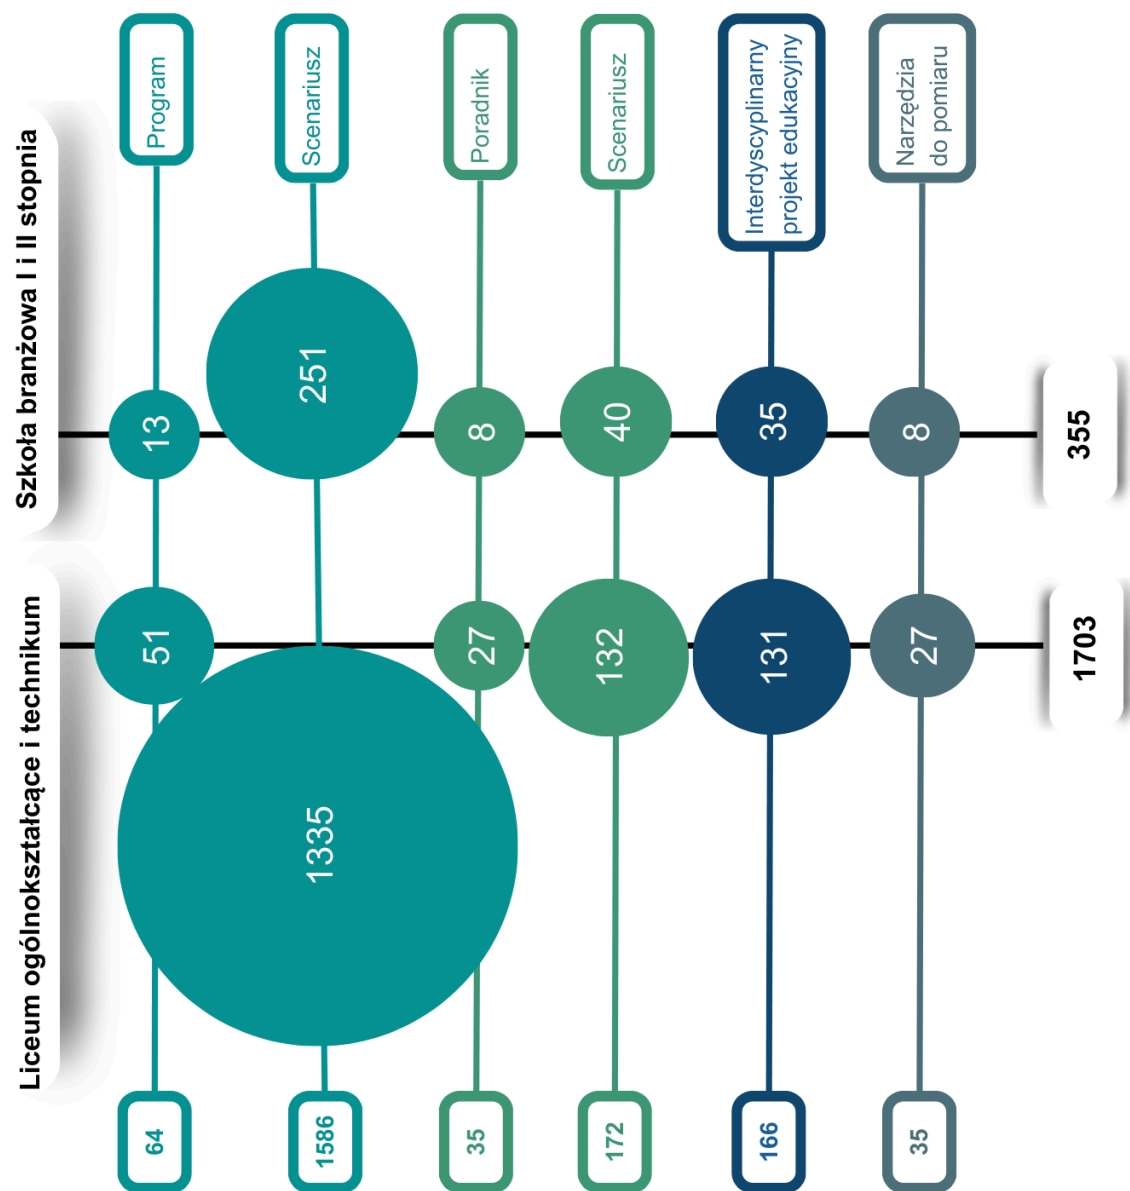 Liceum ogólnokształcące i technikum
Szkoła branżowa I i II stopnia
64
51
13
Program
1586
1335
251
Scenariusz
35
27
8
Poradnik
172
132
40
Scenariusz
166
131
35
Interdyscyplinarny
projekt edukacyjny
35
27
8
Narzędzia
do pomiaru
1703
355